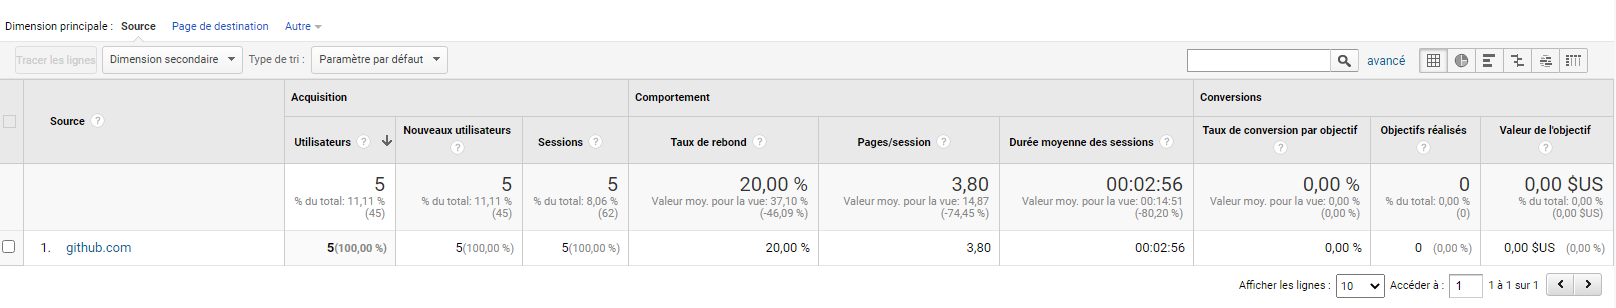 Dimension principale : Source Page de destination Autre
Tracer les lignes Dimension secondaire Type de tri : Paramètre par défaut avancé
Acquisition Comportement Conversions
Source ? Utilisateurs ? Nouveaux utilisateurs ? Sessions ? Taux de rebond ? Pages/session ? Durée moyenne des sessions ? Taux de conversion par objectif ? Objectifs réalisés ? Valeur de l'objectif ?
5 5 5 20,00 % 3,80 00:02:56 0,00 % 0 0,00 $US
% du total: 11,11 % % du total: 11,11 % % du total: 8,06 % Valeur moy. pour la vue: 37,10 % Valeur moy. pour la vue: 14,87 Valeur moy. pour la vue: 00:14:51 Valeur moy. pour la vue: 0,00 % % du total: 0,00 % % du total: 0,00 %
(45) (45) (62) (-46,09 %) (-74,45 %) (-80,20 %) (0,00 %) (0) (0,00 $US)
1. github.com 5(100,00 %) 5(100,00 %) 5(100,00 %) 20,00 % 3,80 00:02:56 0,00 % 0 (0,00 %) 0,00 $US (0,00 %)
Afficher les lignes : 10 Accéder à : 1 1 à 1 sur 1